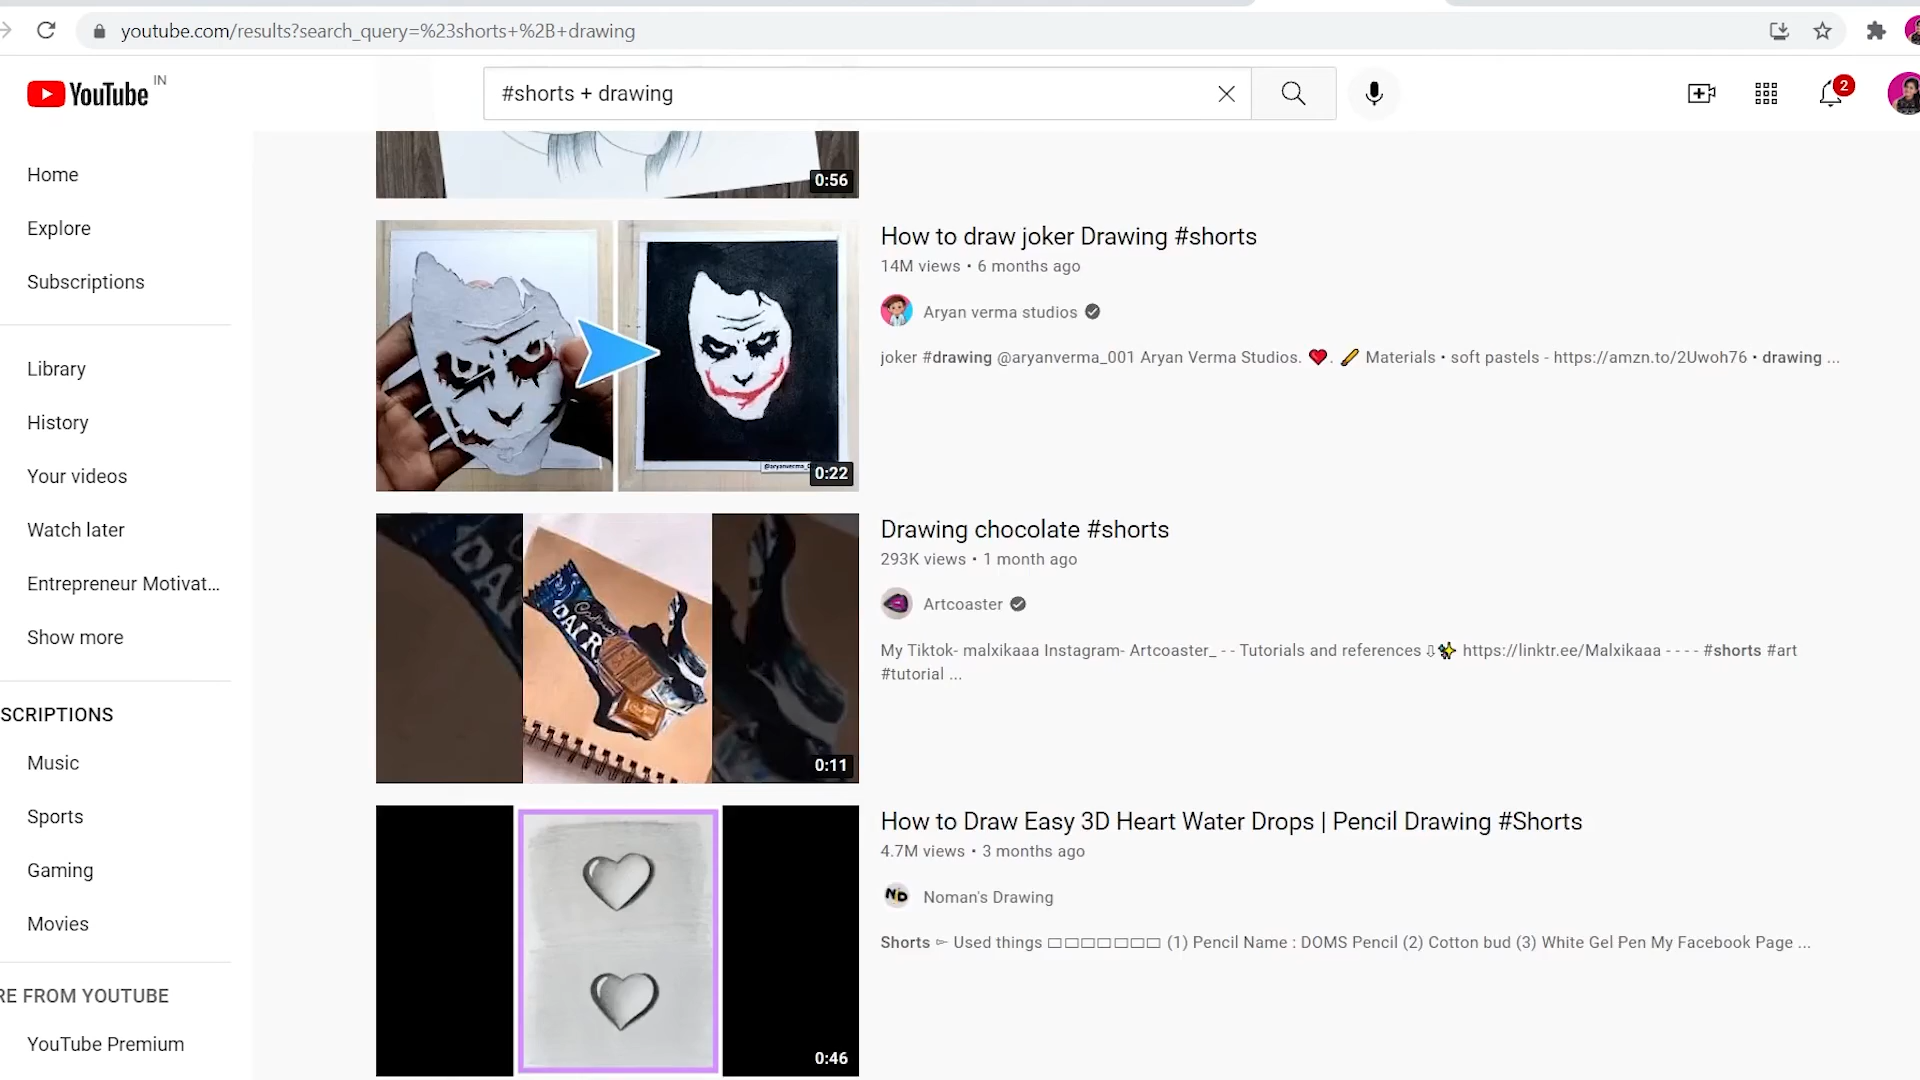 youtube.com/results?search_query=%23shorts+%2B+drawing
YouTube IN
#shorts + drawing
2
Home
Explore
Subscriptions
Library
History
Your videos
Watch later
Entrepreneur Motivat...
Show more
SCRIPTIONS
Music
Sports
Gaming
Movies
RE FROM YOUTUBE
YouTube Premium
0:56
0:22
How to draw joker Drawing #shorts
14M views • 6 months ago
Aryan verma studios
joker #drawing @aryanverma_001 Aryan Verma Studios. ❤️. 🖌️ Materials • soft pastels - https://amzn.to/2Uwoh76 • drawing ...
0:11
Drawing chocolate #shorts
293K views • 1 month ago
Artcoaster
My Tiktok- malxikaaa Instagram- Artcoaster_ - - Tutorials and references ⇩✨ https://linktr.ee/Malxikaaa - - - - #shorts #art
#tutorial ...
0:46
How to Draw Easy 3D Heart Water Drops | Pencil Drawing #Shorts
4.7M views • 3 months ago
ND
Noman's Drawing
Shorts ➛ Used things □□□□□□□ (1) Pencil Name : DOMS Pencil (2) Cotton bud (3) White Gel Pen My Facebook Page ...